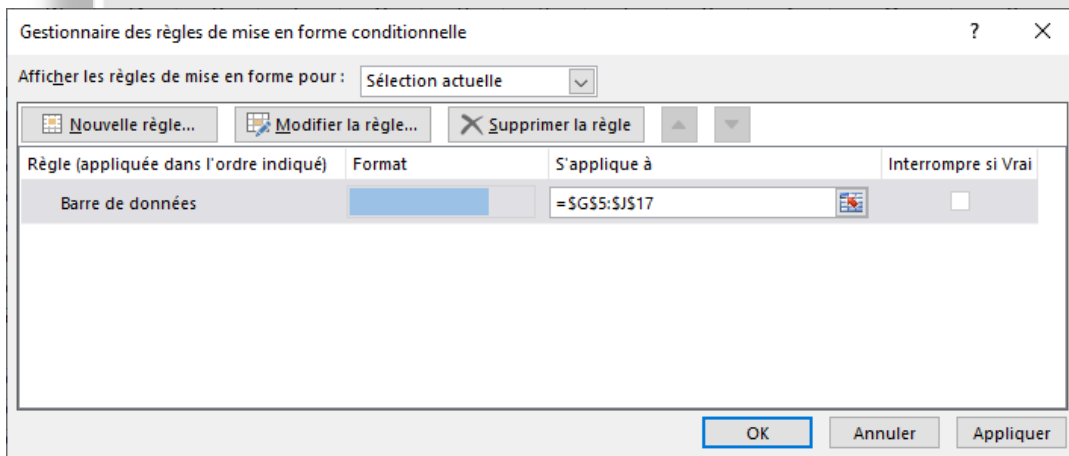 Gestionnaire des règles de mise en forme conditionnelle ?
Afficher les règles de mise en forme pour : Sélection actuelle
Nouvelle règle... Modifier la règle... Supprimer la règle
Règle (appliquée dans l'ordre indiqué) Format S'applique à Interrompre si Vrai
Barre de données =$G$5:$J$17
OK Annuler Appliquer